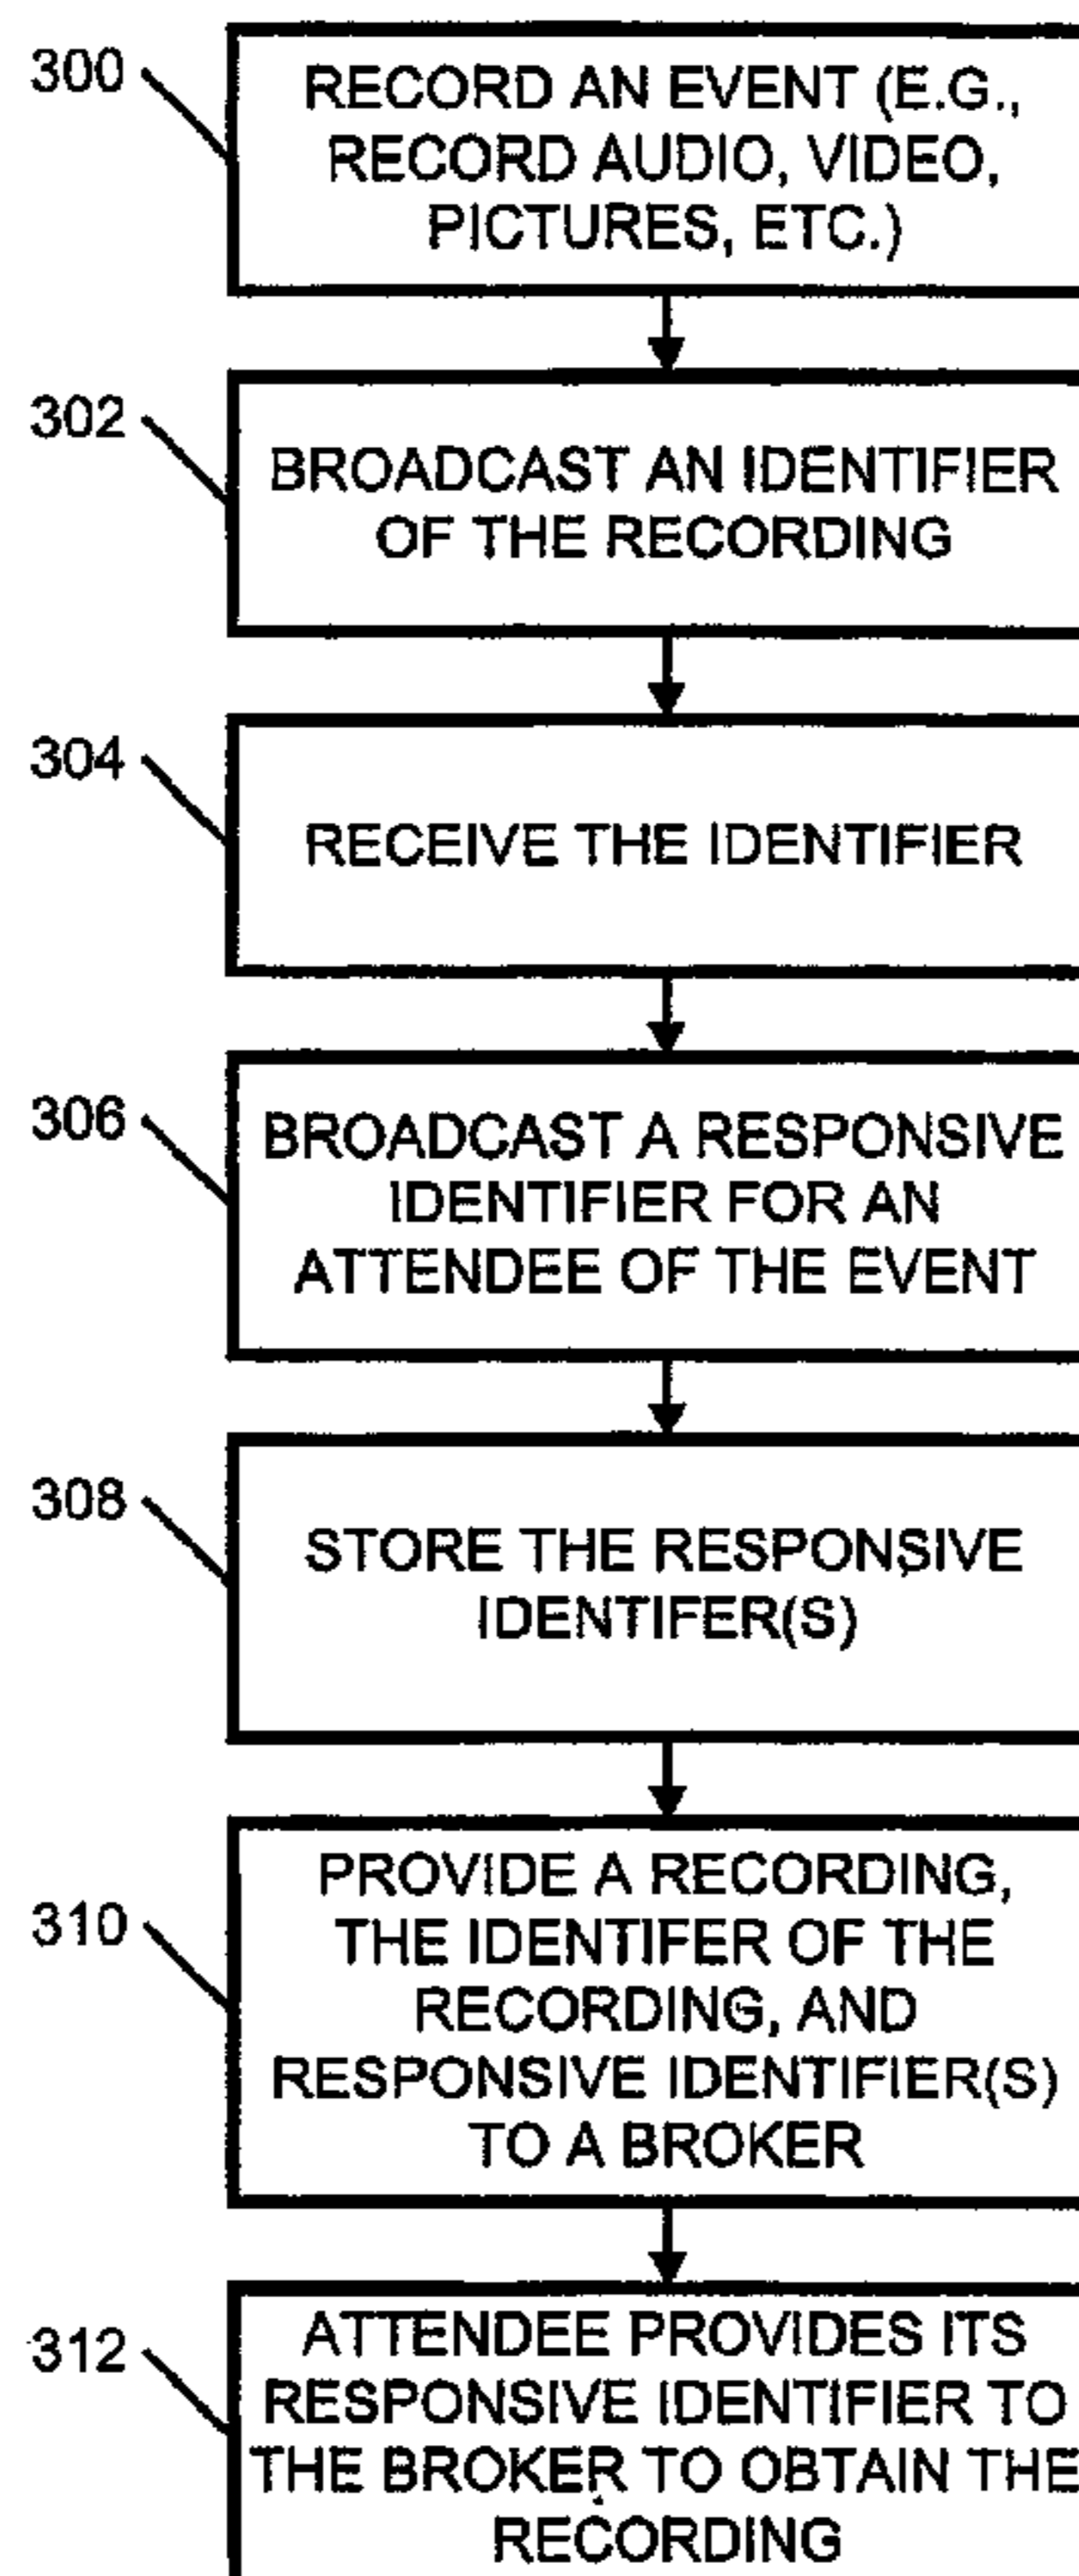 300
RECORD AN EVENT (E.G.,
RECORD AUDIO, VIDEO,
PICTURES, ETC.)
302
BROADCAST AN IDENTIFIER
OF THE RECORDING
304
RECEIVE THE IDENTIFIER
306
BROADCAST A RESPONSIVE
IDENTIFIER FOR AN
ATTENDEE OF THE EVENT
308
STORE THE RESPONSIVE
IDENTIFER(S)
310
PROVIDE A RECORDING,
THE IDENTIFER OF THE
RECORDING, AND
RESPONSIVE IDENTIFIER(S)
TO A BROKER
312
ATTENDEE PROVIDES ITS
RESPONSIVE IDENTIFIER TO
THE BROKER TO OBTAIN THE
RECORDING